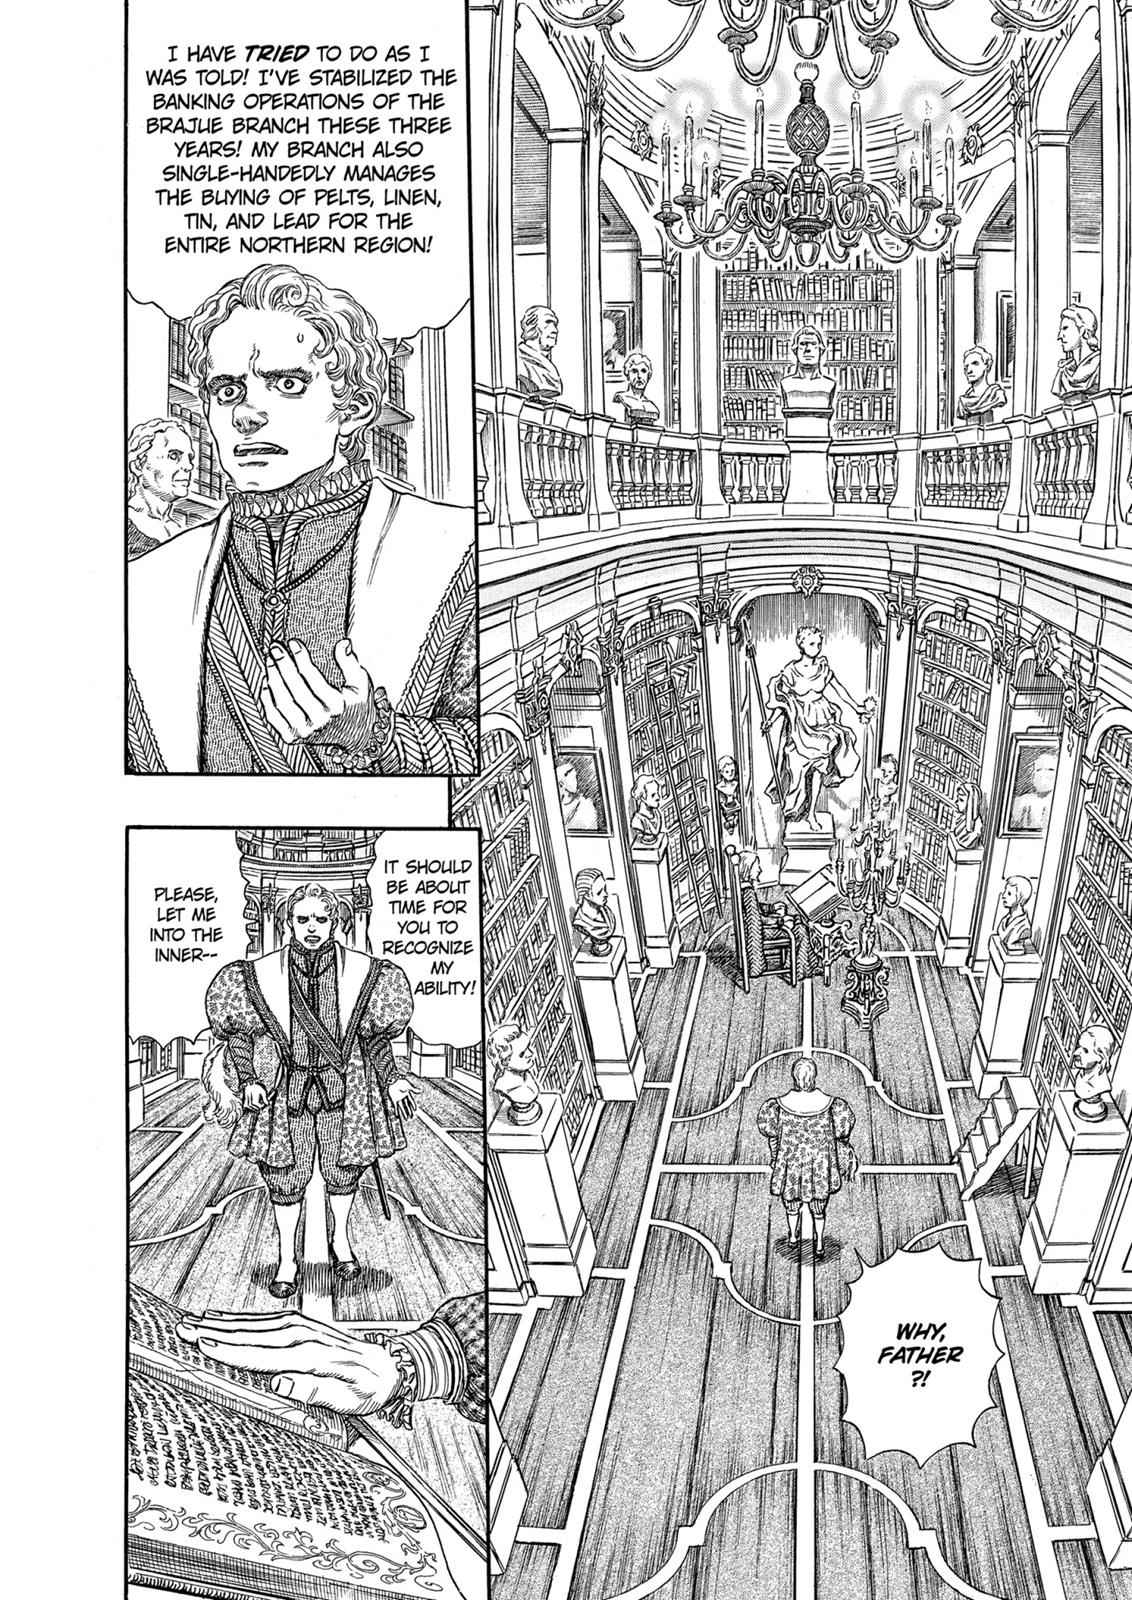 WHY,
FATHER
?!
I HAVE TRIED TO DO AS I
WAS TOLD! I'VE STABILIZED THE
BANKING OPERATIONS OF THE
BRAJUE BRANCH THESE THREE
YEARS! MY BRANCH ALSO
SINGLE-HANDEDLY MANAGES
THE BUYING OF PELTS, LINEN,
TIN, AND LEAD FOR THE
ENTIRE NORTHERN REGION!
IT SHOULD
BE ABOUT
TIME FOR
YOU TO
RECOGNIZE
MY
ABILITY!
PLEASE,
LET ME
INTO THE
INNER--